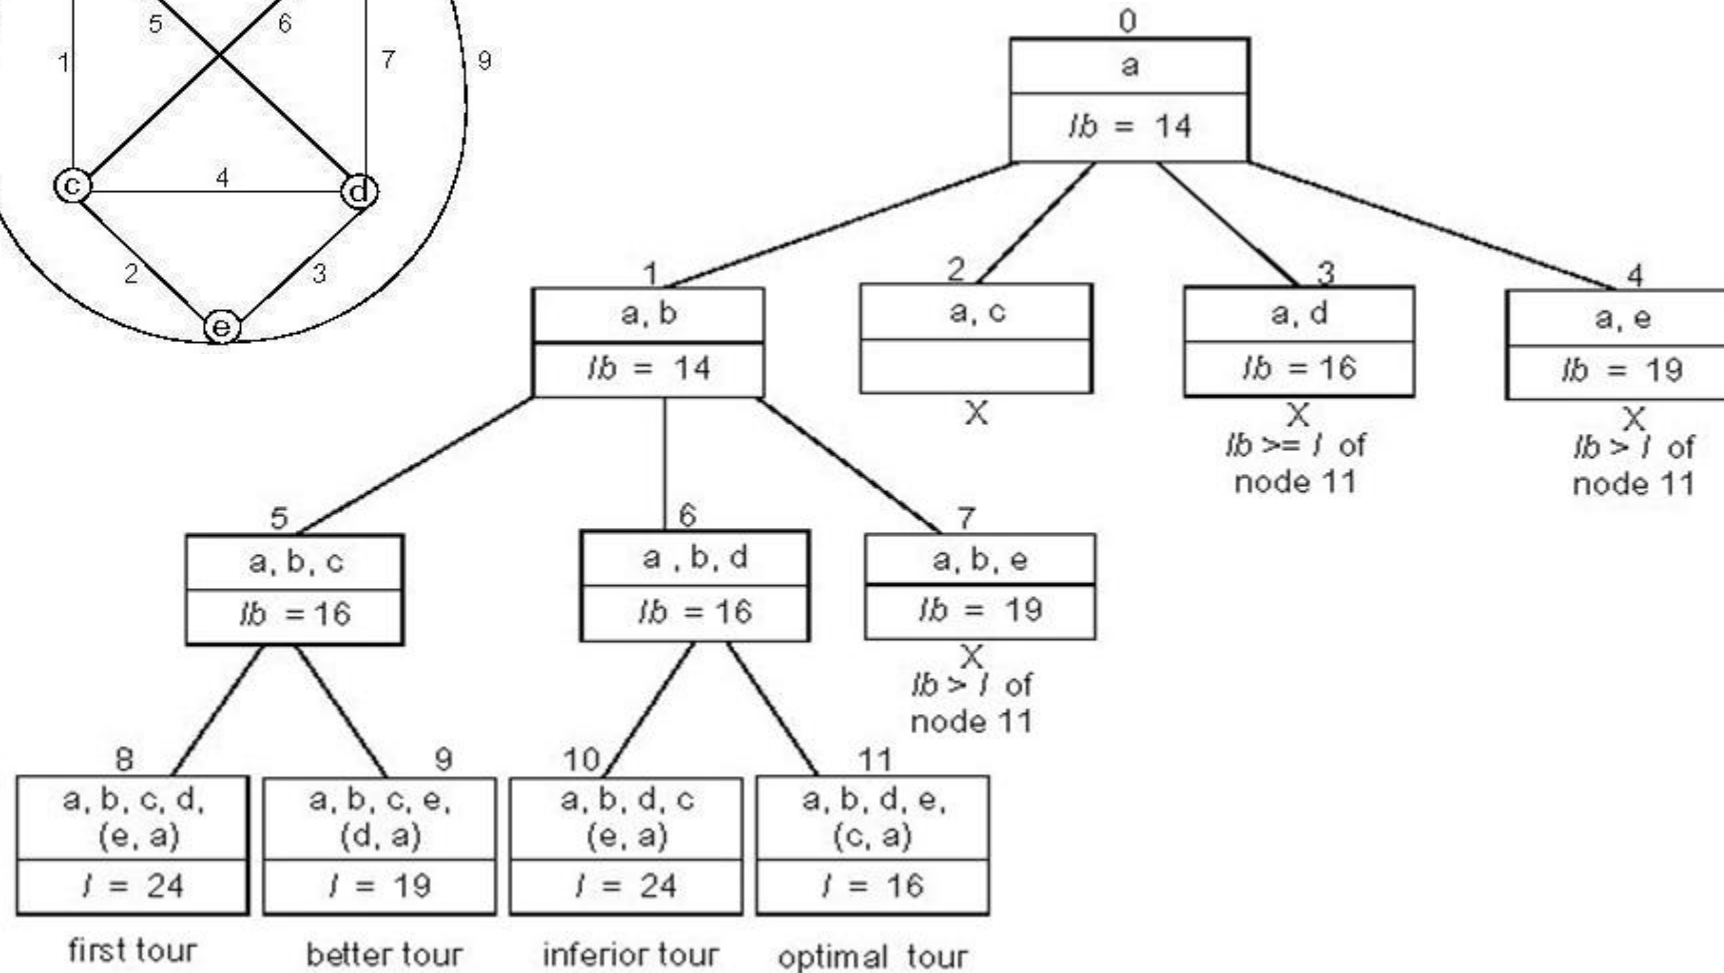 5
6
1
7
9
c
4
d
2
3
e
0
a
lb = 14
1
a, b
lb = 14
2
a, c
X
3
a, d
lb = 16
X
lb >= l of
node 11
4
a, e
lb = 19
X
lb > l of
node 11
5
a, b, c
lb = 16
6
a , b, d
lb = 16
7
a, b, e
lb = 19
X
lb > l of
node 11
8
a, b, c, d,
(e, a)
l = 24
first tour
9
a, b, c, e,
(d, a)
l = 19
better tour
10
a, b, d, c
(e, a)
l = 24
inferior tour
11
a, b, d, e,
(c, a)
l = 16
optimal tour